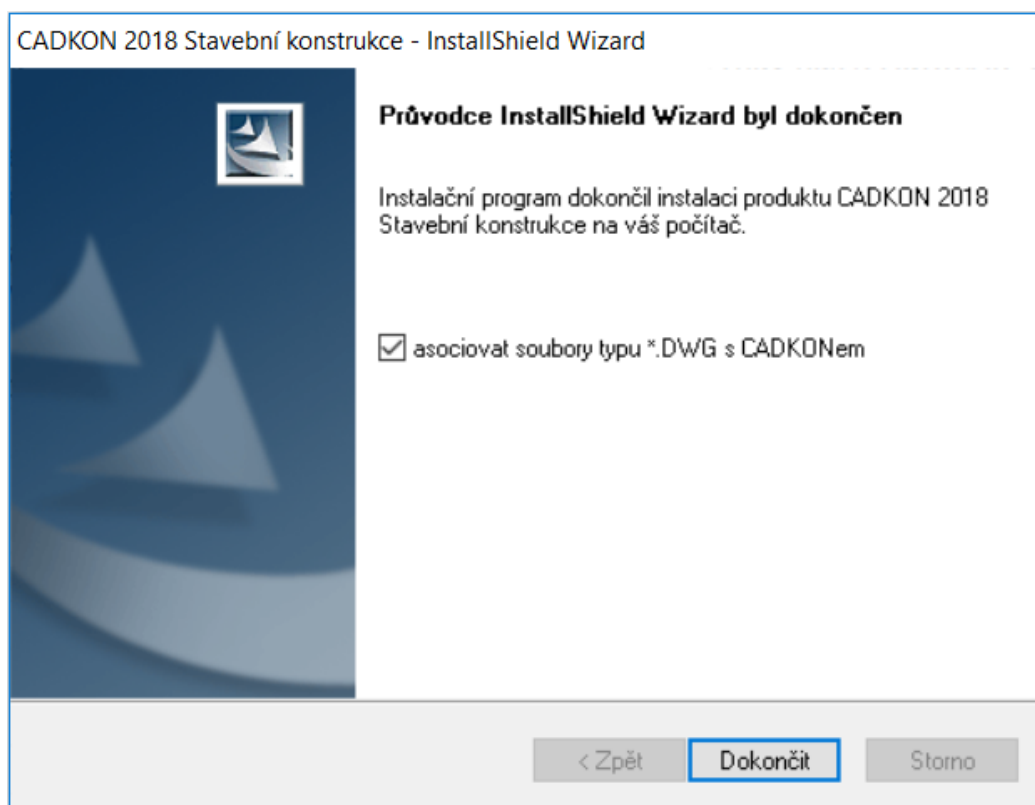 CADKON 2018 Stavební konstrukce - InstallShield Wizard
Průvodce InstallShield Wizard byl dokončen
Instalační program dokončil instalaci produktu CADKON 2018
Stavební konstrukce na váš počítač.
asociovat soubory typu *.DWG s CADKONem
< Zpět
Dokončit
Storno